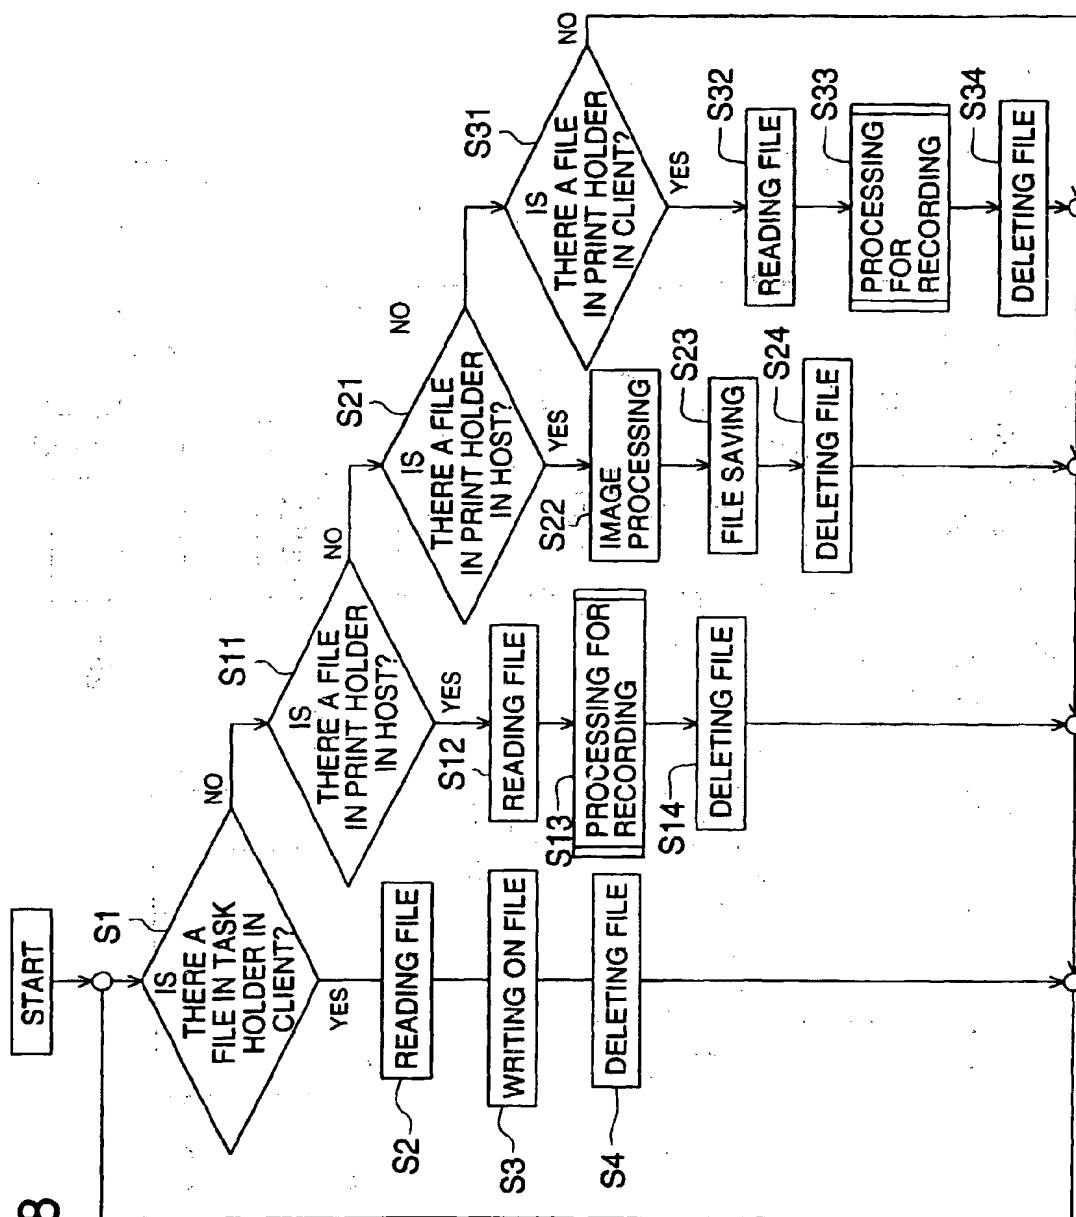 8
START
S1
IS
THERE A
FILE IN TASK
HOLDER IN
CLIENT?
NO
YES
S2
READING FILE
S3
WRITING ON FILE
S4
DELETING FILE
S11
IS
THERE A FILE
IN PRINT HOLDER
IN HOST?
NO
YES
S12
READING FILE
S13
PROCESSING FOR
RECORDING
S14
DELETING FILE
S21
IS
THERE A FILE
IN PRINT HOLDER
IN HOST?
NO
YES
S22
IMAGE
PROCESSING
S23
FILE SAVING
S24
DELETING FILE
S31
IS
THERE A FILE
IN PRINT HOLDER
IN CLIENT?
NO
YES
S32
READING FILE
S33
PROCESSING
FOR
RECORDING
S34
DELETING FILE